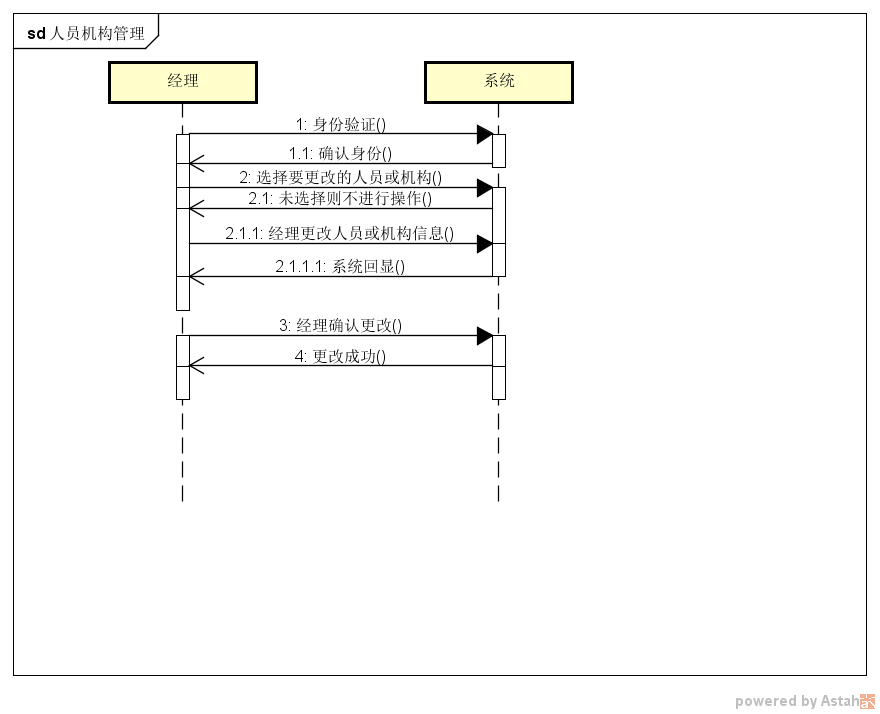 sd 人员机构管理
经理
系统
1: 身份验证()
1.1: 确认身份()
2: 选择要更改的人员或机构()
2.1: 未选择则不进行操作()
2.1.1: 经理更改人员或机构信息()
2.1.1.1: 系统回显()
3: 经理确认更改()
4: 更改成功()
powered by Astah